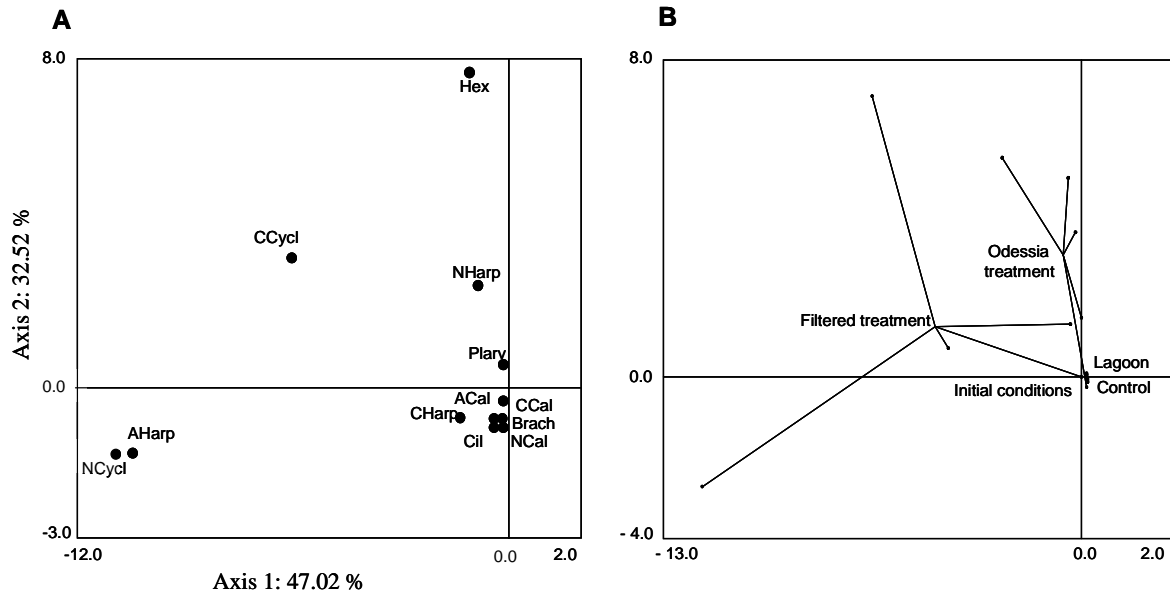 A
B
8.0
8.0
Hex
CCycl
NHarp
Odessia
treatment
Axis 2: 32.52 %
Plarv
Filtered treatment
Lagoon
0.0
0.0
Initial conditions
Control
ACal
CCal
CHarp
Brach
Cil
NCal
AHarp
NCycl
-3.0
- 4.0
-12.0
0.0
2.0
- 13.0
0.0
2.0
Axis 1: 47.02 %